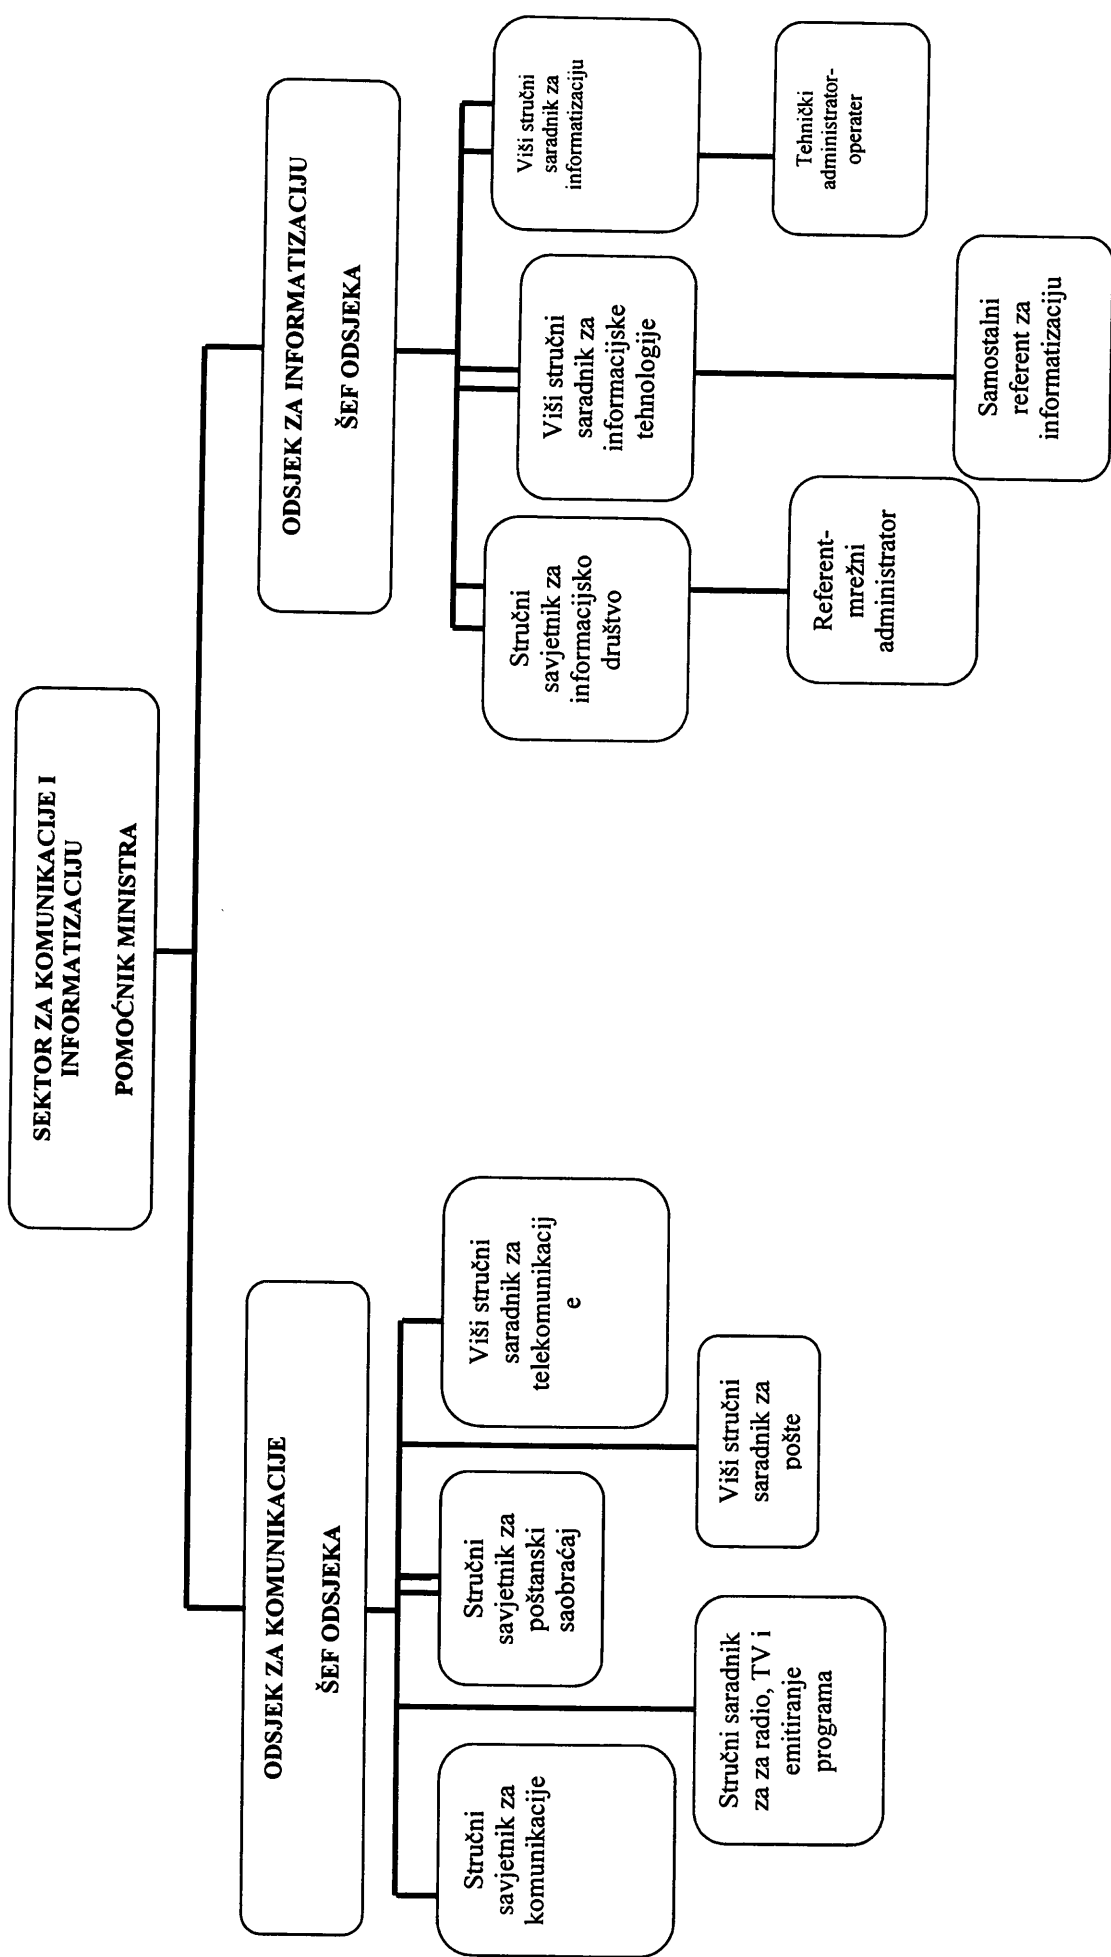 SEKTOR ZA KOMUNIKACIJE I
INFORMATIZACIJU
POMOĆNIK MINISTRA
ODSJEK ZA KOMUNIKACIJE
ŠEF ODSJEKA
Stručni
savjetnik za
komunikacije
Stručni
savjetnik za
poštanski
saobraćaj
Viši stručni
saradnik za
telekomunikacij
e
Stručni saradnik
za za radio, TV i
emitiranje
programa
Viši stručni
saradnik za
pošte
ODSJEK ZA INFORMATIZACIJU
ŠEF ODSJEKA
Stručni
savjetnik za
informacijsko
društvo
Viši stručni
saradnik za
informacijske
tehnologije
Viši stručni
saradnik za
informatizaciju
Referent-
mrežni
administrator
Samostalni
referent za
informatizaciju
Tehnički
administrator-
operater